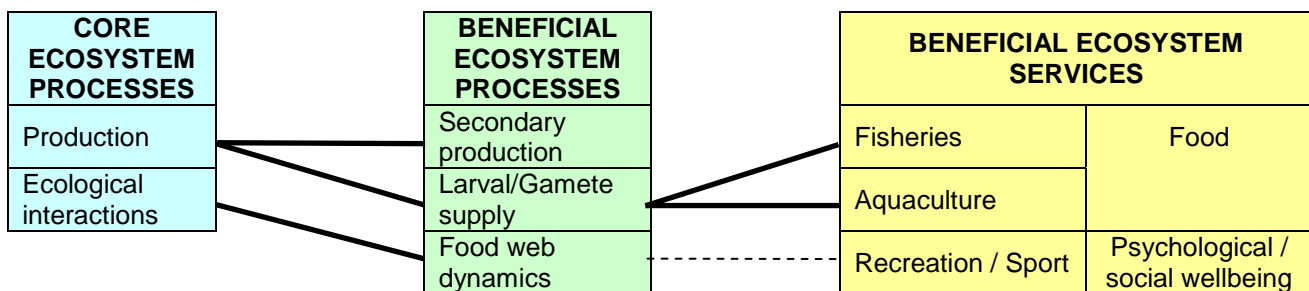 CORE
ECOSYSTEM
PROCESSES
Production
Ecological
interactions
BENEFICIAL
ECOSYSTEM
PROCESSES
Secondary
production
Larval/Gamete
supply
Food web
dynamics
BENEFICIAL ECOSYSTEM
SERVICES
Fisheries
Food
Aquaculture
Recreation / Sport
Psychological /
social wellbeing